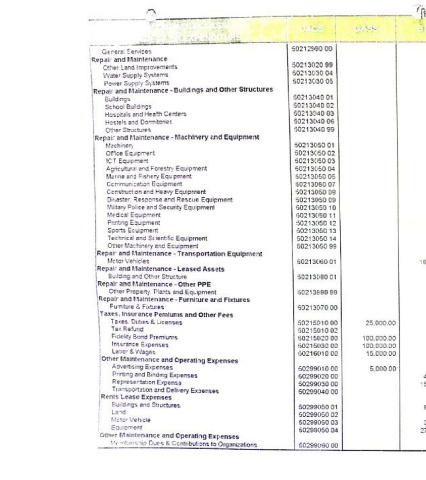 General Services 50212990 00
Repair and Maintenance
Other Land Improvements 50213020 99
Water Supply Systems 50213030 04
Power Supply Systems 50213030 05
Repair and Maintenance - Buildings and Other Structures
Buildings 50213040 01
School Buildings 50213040 02
Hospitals and Health Centers 50213040 03
Hostels and Dormitories 50213040 06
Other Structures 50213040 99
Repair and Maintenance - Machinery and Equipment
Machinery 50213050 01
Office Equipment 50213050 02
ICT Equipment 50213050 03
Agricultural and Forestry Equipment 50213050 04
Marine and Fishery Equipment 50213050 05
Communication Equipment 50213050 07
Construction and Heavy Equipment 50213050 08
Disaster, Response and Rescue Equipment 50213050 09
Military Police and Security Equipment 50213050 10
Medical Equipment 50213050 11
Printing Equipment 50213050 12
Sports Equipment 50213050 13
Technical and Scientific Equipment 50213050 14
Other Machinery and Equipment 50213050 99
Repair and Maintenance - Transportation Equipment
Motor Vehicles 50213060 01
Repair and Maintenance - Leased Assets
Building and Other Structure 50213080 01
Repair and Maintenance - Other PPE
Other Property, Plants and Equipment 50213990 99
Repair and Maintenance - Furniture and Fixtures
Furniture & Fixtures 50213070 00
Taxes, Insurance Pemiums and Other Fees
Taxes, Duties & Licenses 50215010 00 25,000.00
Tax Refund 50215010 02
Fidelity Bond Premiums 50215020 00 100,000.00
Insurance Expenses 50215030 00 100,000.00
Labor & Wages 50216010 00 15,000.00
Other Maintenance and Operating Expenses
Advertising Expenses 50299010 00 5,000.00
Printing and Binding Expenses 50299020 00
Representation Expense 50299030 00
Transportation and Delivery Expenses 50299040 00
Rents Lease Expenses
Buildings and Structures 50299050 01
Land 50299050 02
Motor Vehicle 50299050 03
Equipment 50299050 04
Other Maintenance and Operating Expenses
Membership Dues & Contributions to Organizations 50299060 00